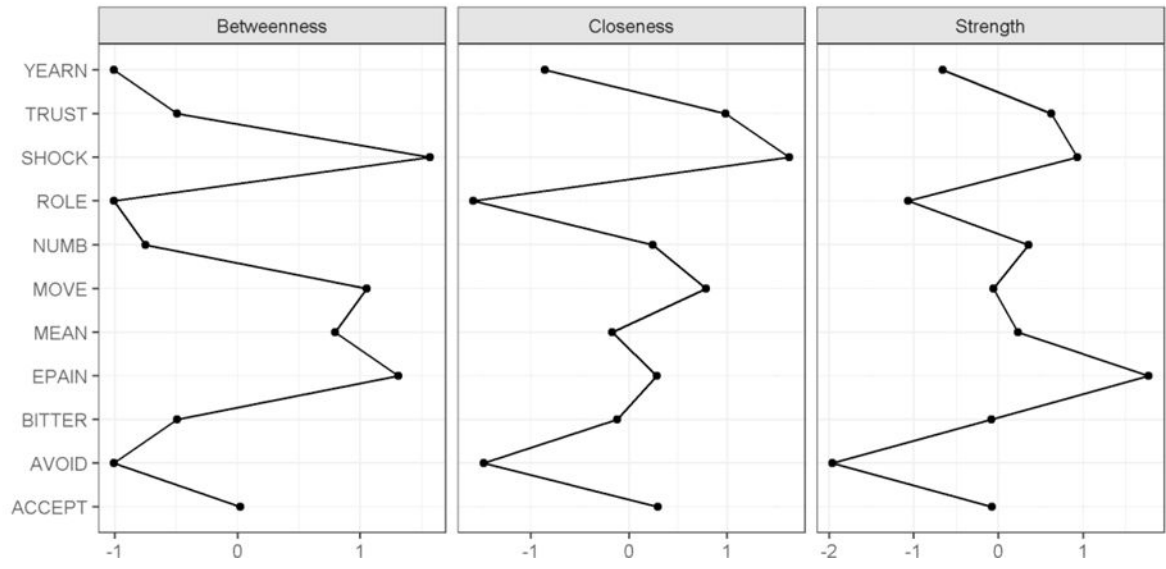 Betweenness Closeness Strength
YEARN
TRUST
SHOCK
ROLE
NUMB
MOVE
MEAN
EPAIN
BITTER
AVOID
ACCEPT
-1 0 1 -1 0 1 -2 -1 0 1